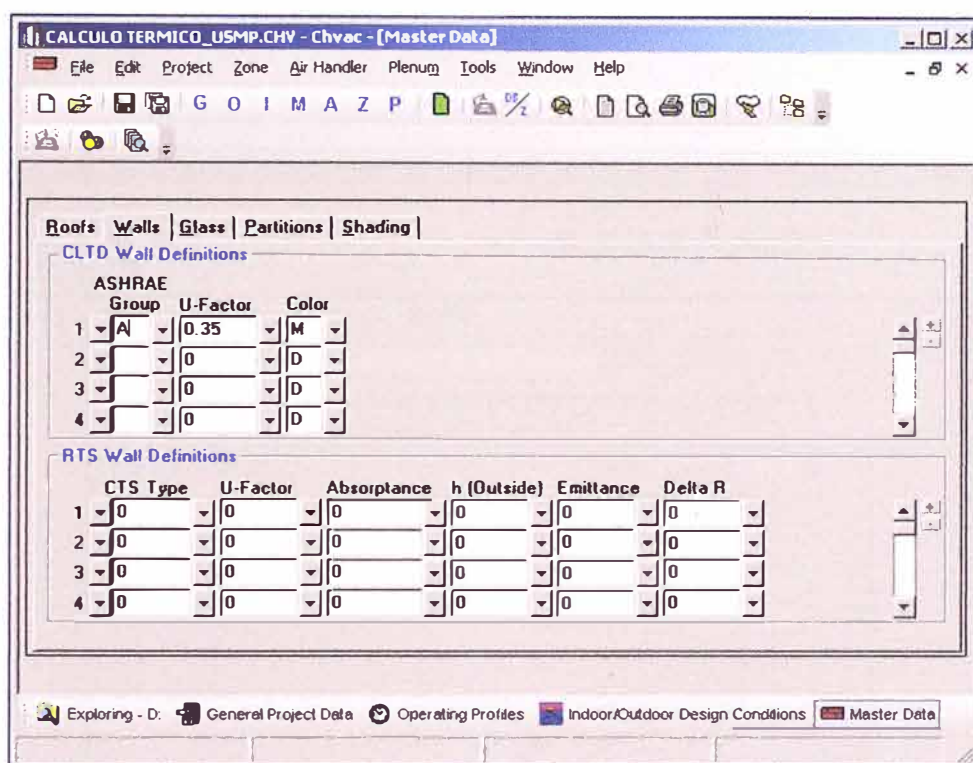 CALCULO TERMICO_USMP.CHV - Chvac - [Master Data]
File Edit Project Zone Air Handler Plenum Tools Window Help
G O I M A Z P
Roofs Walls Glass Partitions Shading
CLTD Wall Definitions
ASHRAE
Group U-Factor Color
1 A 0.35 M
2 0 D
3 0 D
4 0 D
RTS Wall Definitions
CTS Type U-Factor Absorptance h (Outside) Emittance Delta R
1 0 0 0 0 0 0
2 0 0 0 0 0 0
3 0 0 0 0 0 0
4 0 0 0 0 0 0
Exploring - D: General Project Data Operating Profiles Indoor/Outdoor Design Conditions Master Data